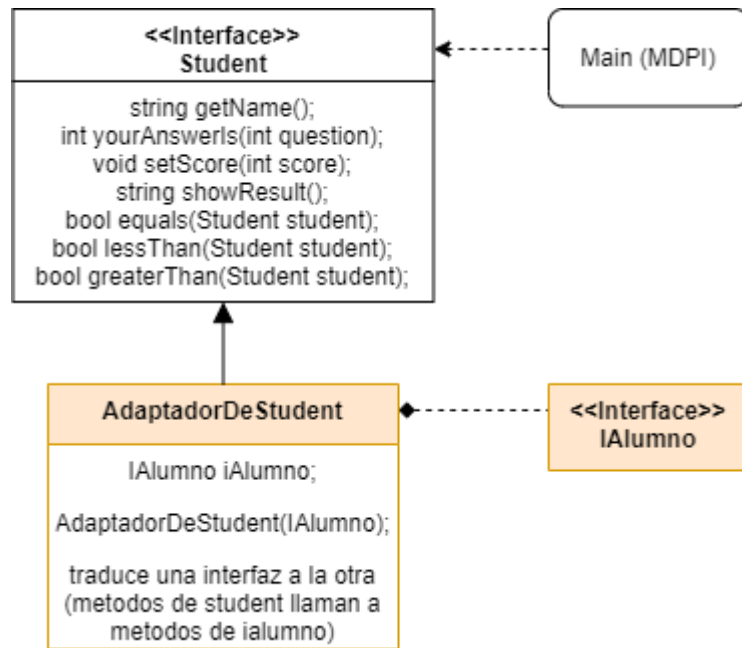 <<Interface>>
Student
Main (MDPI)
string getName();
int yourAnswerIs(int question);
void setScore(int score);
string showResult();
bool equals(Student student);
bool lessThan(Student student);
bool greaterThan(Student student);
AdaptadorDeStudent
<<Interface>>
IAlumno
IAlumno iAlumno;
AdaptadorDeStudent(IAlumno);
traduce una interfaz a la otra
(metodos de student llaman a
metodos de ialumno)